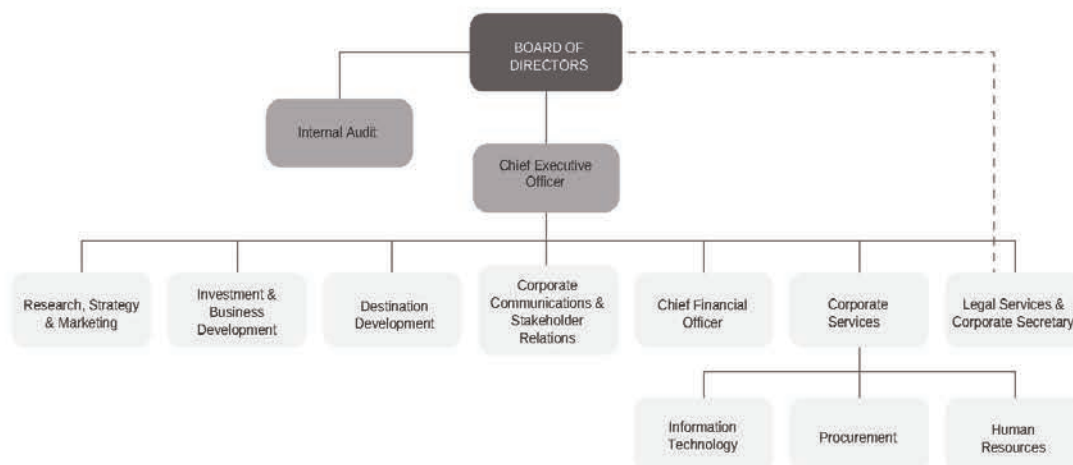 BOARD OF
DIRECTORS
Internal Audit
Chief Executive
Officer
Research, Strategy
& Marketing
Investment &
Business
Development
Destination
Development
Corporate
Communications &
Stakeholder
Relations
Chief Financial
Officer
Corporate
Services
Legal Services &
Corporate Secretary
Information
Technology
Procurement
Human
Resources